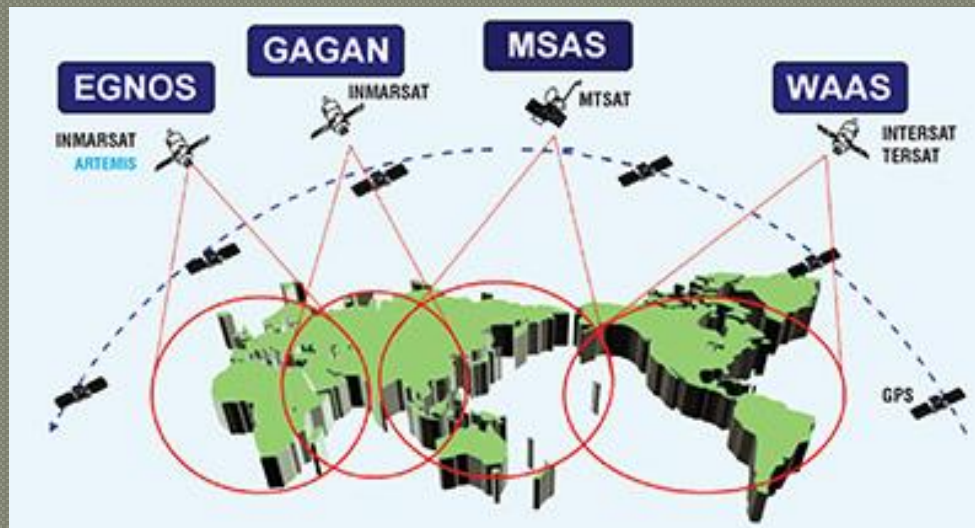 EGNOS
INMARSAT
ARTEMIS
GAGAN
INMARSAT
MSAS
MTSAT
WAAS
INTERSAT
TERSAT
GPS